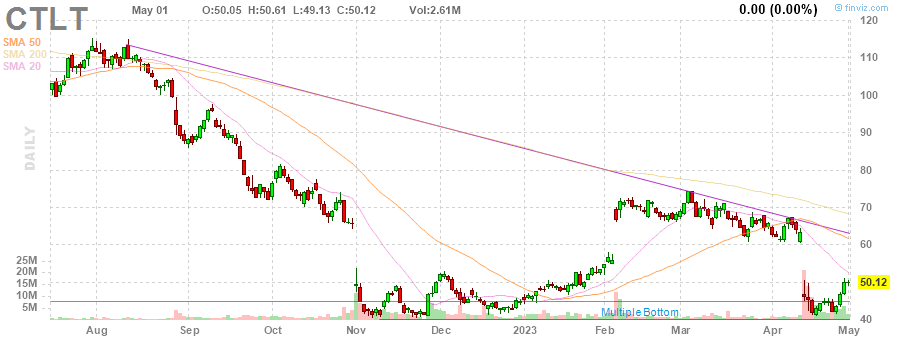 CTLT May 01 O:50.05 H:50.61 L:49.13 C:50.12 Vol:2.61M 0.00 (0.00%) © finviz.com
SMA 50
SMA 200
SMA 20
DAILY
120
110
100
90
80
70
60
50.12
40
25M
20M
15M
10M
5M
Multiple Bottom
Aug Sep Oct Nov Dec 2023 Feb Mar Apr May